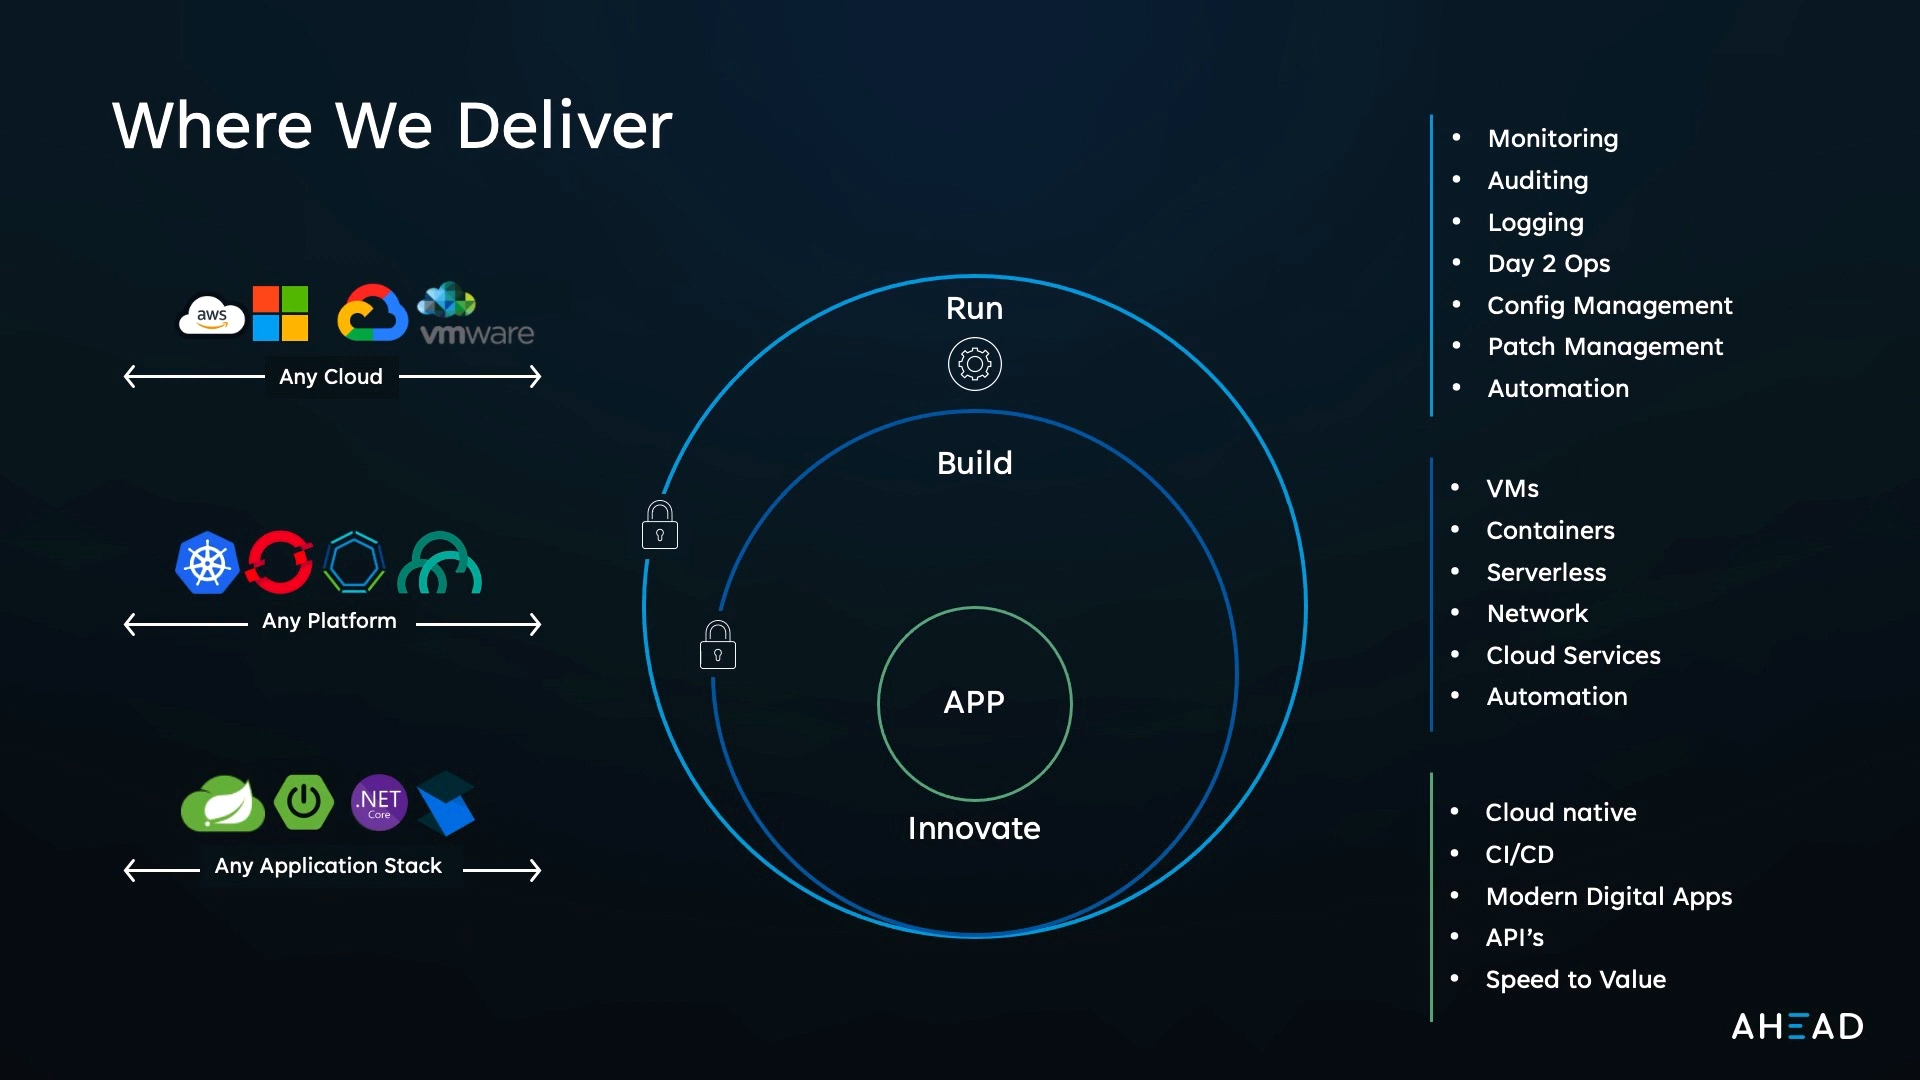 Where We Deliver
aws
vmware
Any Cloud
Any Platform
.NET
Core
Any Application Stack
Run
Build
APP
Innovate
• Monitoring
• Auditing
• Logging
• Day 2 Ops
• Config Management
• Patch Management
• Automation
• VMs
• Containers
• Serverless
• Network
• Cloud Services
• Automation
• Cloud native
• CI/CD
• Modern Digital Apps
• API’s
• Speed to Value
AHEAD